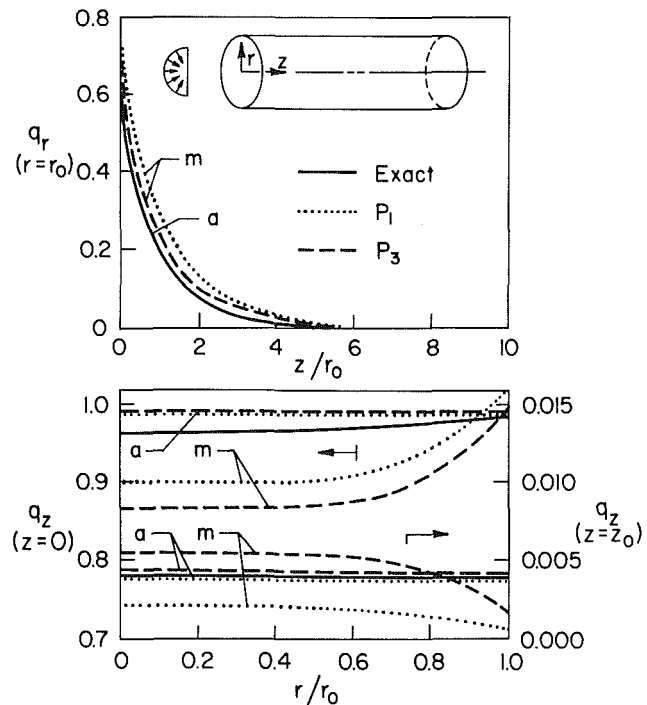 0.8
r
z
0.6
q_r
(r=r_0)
m
0.4
Exact
a
P_1
0.2
P_3
0
0 2 4 6 8 10
z/r_0
1.0
0.015
a
m
0.9
0.010
q_z
(z=0)
a
m
q_z
(z=z_0)
0.8
0.005
0.7
0.000
0 0.2 0.4 0.6 0.8 1.0
r/r_0